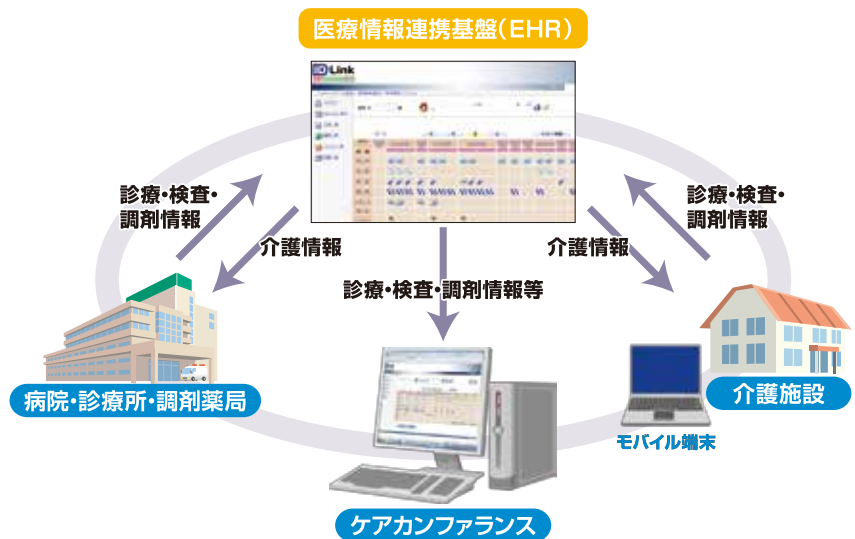 医療情報連携基盤（EHR）
ID-Link
診療・検査・
調剤情報
介護情報
診療・検査・調剤情報等
介護情報
診療・検査・
調剤情報
病院・診療所・調剤薬局
介護施設
モバイル端末
ケアカンファランス